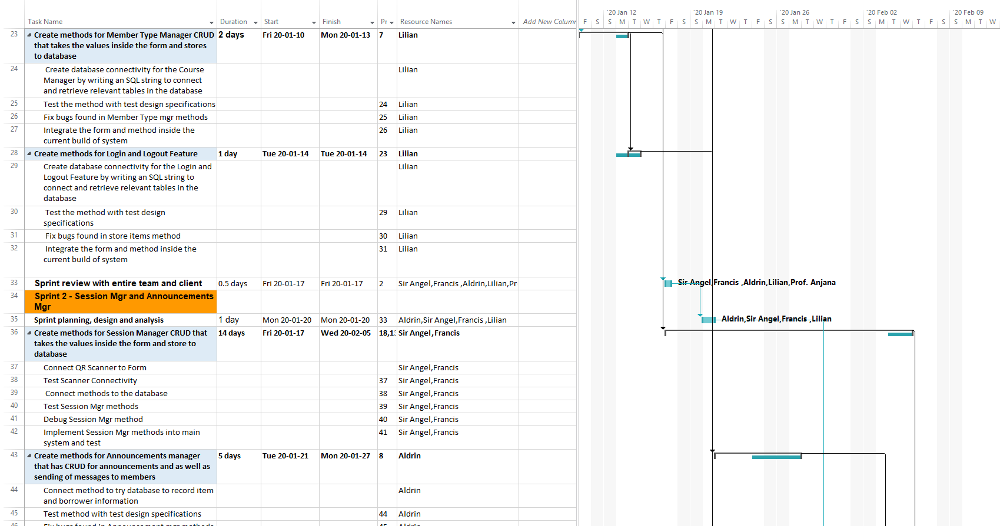 '20 Jan 12 '20 Jan 19 '20 Jan 26 '20 Feb 02 '20 Feb 09
Task Name Duration Start Finish Pr Resource Names Add New Column F S S M T W T F S S M T W T F S S M T W T F S S M T W T F S S M T W
23 Create methods for Member Type Manager CRUD 2 days Fri 20-01-10 Mon 20-01-13 7 Lilian
that takes the values inside the form and stores
to database
24 Create database connectivity for the Course Lilian
Manager by writing an SQL string to connect
and retrieve relevant tables in the database
25 Test the method with test design specifications 24 Lilian
26 Fix bugs found in Member Type mgr methods 25 Lilian
27 Integrate the form and method inside the 26 Lilian
current build of system
28 Create methods for Login and Logout Feature 1 day Tue 20-01-14 Tue 20-01-14 23 Lilian
29 Create database connectivity for the Login and Lilian
Logout Feature by writing an SQL string to
connect and retrieve relevant tables in the
database
30 Test the method with test design 29 Lilian
specifications
31 Fix bugs found in store items method 30 Lilian
32 Integrate the form and method inside the 31 Lilian
current build of system
33 Sprint review with entire team and client 0.5 days Fri 20-01-17 Fri 20-01-17 2 Sir Angel,Francis ,Aldrin,Lilian,Pr Sir Angel,Francis ,Aldrin,Lilian,Prof. Anjana
34 Sprint 2 - Session Mgr and Announcements
Mgr
35 Sprint planning, design and analysis 1 day Mon 20-01-20 Mon 20-01-20 33 Aldrin,Sir Angel,Francis ,Lilian Aldrin,Sir Angel,Francis ,Lilian
36 Create methods for Session Manager CRUD that 14 days Fri 20-01-17 Wed 20-02-05 18,1 Sir Angel,Francis
takes the values inside the form and store to
database
37 Connect QR Scanner to Form Sir Angel,Francis
38 Test Scanner Connectivity 37 Sir Angel,Francis
39 Connect methods to the database 38 Sir Angel,Francis
40 Test Session Mgr methods 39 Sir Angel,Francis
41 Debug Session Mgr method 40 Sir Angel,Francis
42 Implement Session Mgr methods into main 41 Sir Angel,Francis
system and test
43 Create methods for Announcements manager 5 days Tue 20-01-21 Mon 20-01-27 8 Aldrin
that has CRUD for announcements and as well as
sending of messages to members
44 Connect method to try database to record item Aldrin
and borrower information
45 Test method with test design specifications 44 Aldrin
46 Fix bugs found in Announcement mgr methods 45 Aldrin